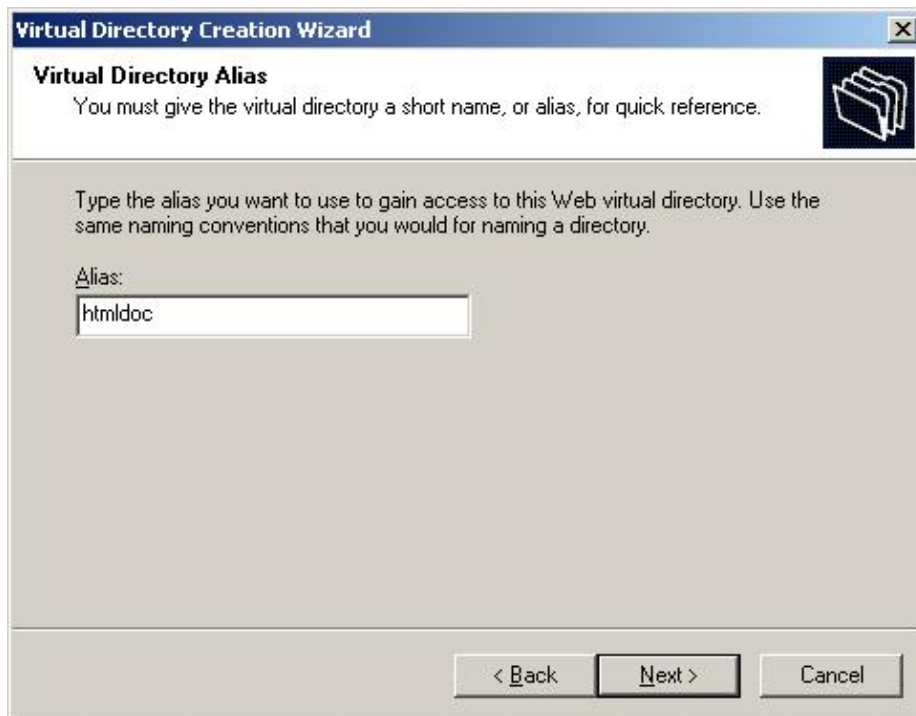 Virtual Directory Creation Wizard
Virtual Directory Alias
You must give the virtual directory a short name, or alias, for quick reference.
Type the alias you want to use to gain access to this Web virtual directory. Use the
same naming conventions that you would for naming a directory.
Alias:
htmldoc
< Back Next > Cancel